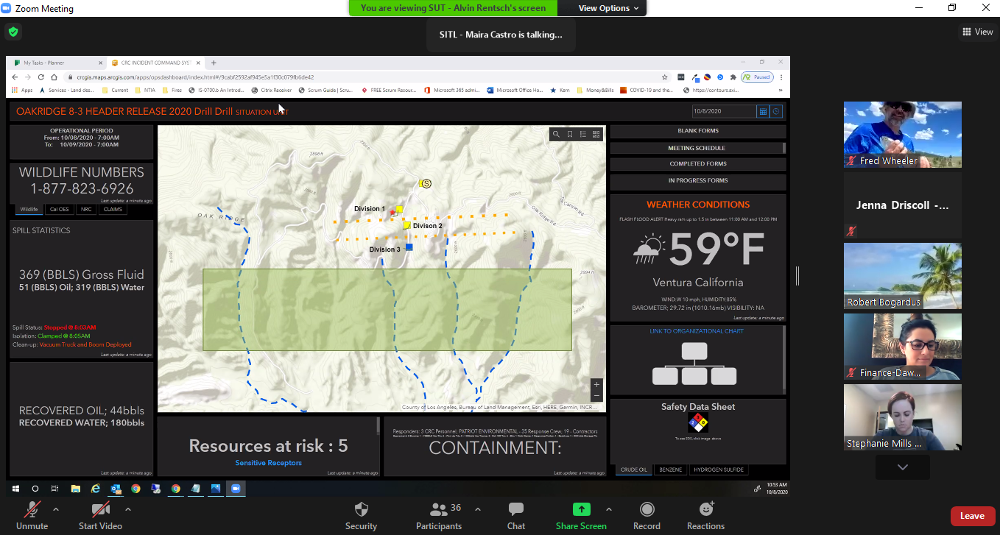 Zoom Meeting
You are viewing SUT - Alvin Rentsch's screen
View Options
SITL - Maira Castro is talking...
View
My Tasks - Planner
CRC INCIDENT COMMAND SYST
crcgis.maps.arcgis.com/apps/opsdashboard/index.html#/9cabf2592af945e5a1f30c079fb6de42
Paused
Apps
Services - Land des...
Current
NTIA
Fires
IS-0700.b An Introd...
Citrix Receiver
Scrum Guide | Scru...
FREE Scrum Resour...
Microsoft 365 admi...
Microsoft Office Ho...
Kern
Money&Bills
COVID-19 and the...
https://contours.axi...
OAKRIDGE 8-3 HEADER RELEASE 2020 Drill Drill SITUATION UNIT
10/8/2020
OPERATIONAL PERIOD
From: 10/08/2020 - 7:00AM
To: 10/09/2020 - 7:00AM
WILDLIFE NUMBERS
1-877-823-6926
Last update: a minute ago
Wildlife
Cal OES
NRC
CLAIMS
SPILL STATISTICS
369 (BBLS) Gross Fluid
51 (BBLS) Oil; 319 (BBLS) Water
Spill Status: Stopped @ 8:03AM
Isolation: Clamped @ 8:05AM
Clean-up: Vacuum Truck and Boom Deployed
Last update: a minute ago
RECOVERED OIL; 44bbls
RECOVERED WATER; 180bbls
Last update: a minute ago
2898 ft
OAK RIDGE
S
Division 1
Divison 2
Division 3
Oak Ridge Rd
Canyon Rd
2994 ft
County of Los Angeles, Bureau of Land Management, Esri, HERE, Garmin, INCR...
Resources at risk : 5
Sensitive Receptors
Last update: a minute ago
Responders: 3 CRC Personnel, PATRIOT ENVIRONMENTAL - 35 Response Crew, 19 - Contractors
CONTAINMENT:
Last update: a minute ago
BLANK FORMS
MEETING SCHEDULE
COMPLETED FORMS
IN PROGRESS FORMS
WEATHER CONDITIONS
FLASH FLOOD ALERT Heavy rain up to 1.5 in between 11:00 AM and 12:00 PM
59°F
Ventura California
WIND:W 10 mph, HUMIDITY:85%
BAROMETER; 29.72 in (1010.16mb) VISIBILITY: NA
Last update: a minute ago
LINK TO ORGANIZATIONAL CHART
Safety Data Sheet
To see SDS, click image above
CRUDE OIL
BENZENE
HYDROGEN SULFIDE
10:53 AM
10/8/2020
Fred Wheeler
Jenna Driscoll -...
Robert Bogardus
Finance-Daw...
Stephanie Mills ...
Unmute
Start Video
Security
Participants
36
Chat
Share Screen
Record
Reactions
Leave